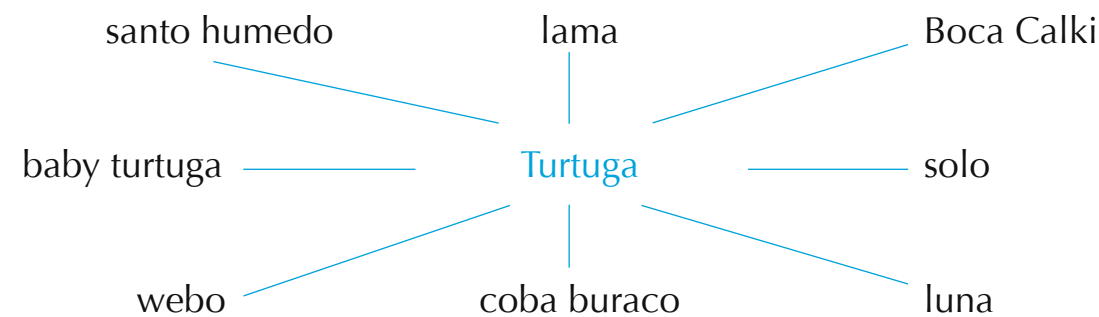 santo humedo
lama
Boca Calki
baby turtuga
Turtuga
solo
webo
coba buraco
luna